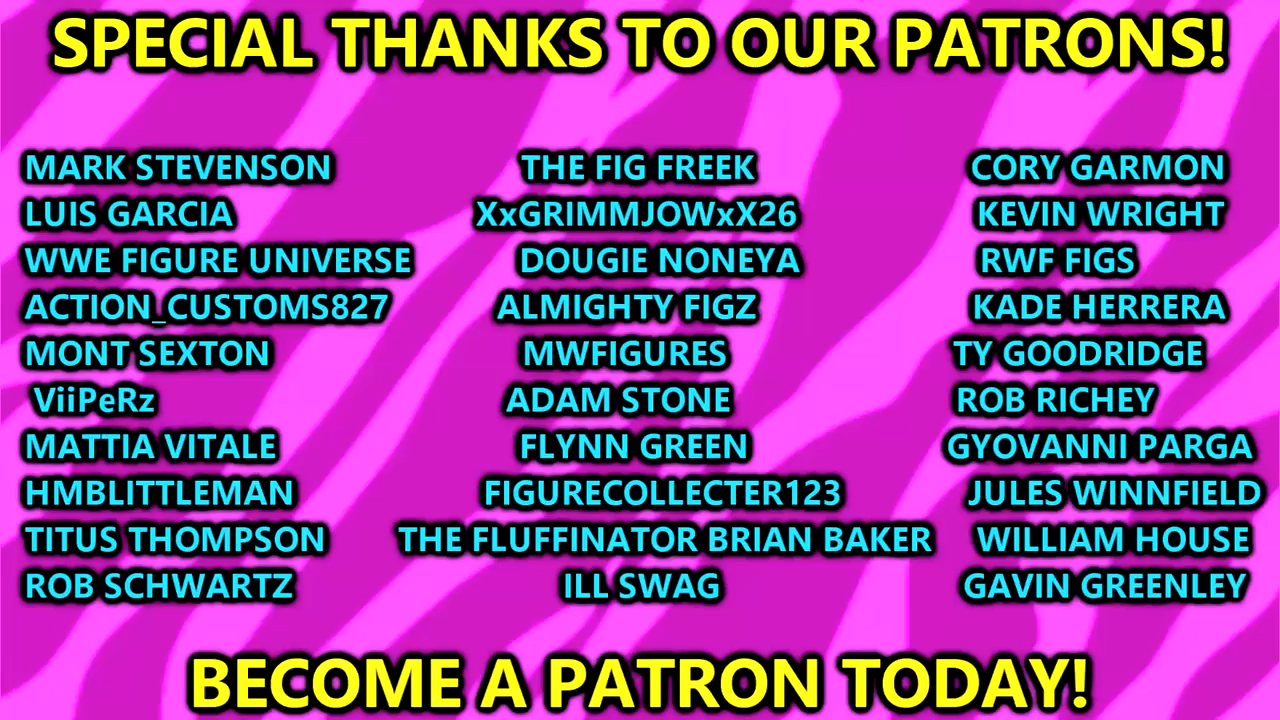 SPECIAL THANKS TO OUR PATRONS!
MARK STEVENSON
LUIS GARCIA
WWE FIGURE UNIVERSE
ACTION_CUSTOMS827
MONT SEXTON
ViiPeRz
MATTIA VITALE
HMBLITTLEMAN
TITUS THOMPSON
ROB SCHWARTZ
THE FIG FREEK
XxGRIMMJOWxX26
DOUGIE NONEYA
ALMIGHTY FIGZ
MWFIGURES
ADAM STONE
FLYNN GREEN
FIGURECOLLECTER123
THE FLUFFINATOR BRIAN BAKER
ILL SWAG
CORY GARMON
KEVIN WRIGHT
RWF FIGS
KADE HERRERA
TY GOODRIDGE
ROB RICHEY
GYOVANNI PARGA
JULES WINNFIELD
WILLIAM HOUSE
GAVIN GREENLEY
BECOME A PATRON TODAY!